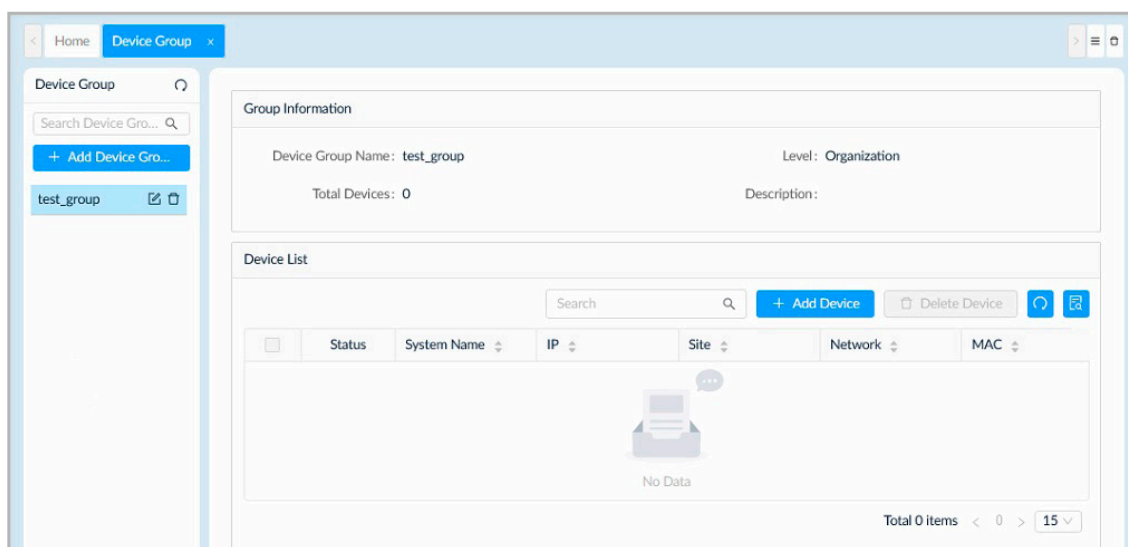 Home
Device Group ×
Device Group
Search Device Gro...
+ Add Device Gro...
test_group
Group Information
Device Group Name: test_group
Level: Organization
Total Devices: 0
Description:
Device List
Search
+ Add Device
Delete Device
Status System Name IP Site Network MAC
No Data
Total 0 items < 0 > 15